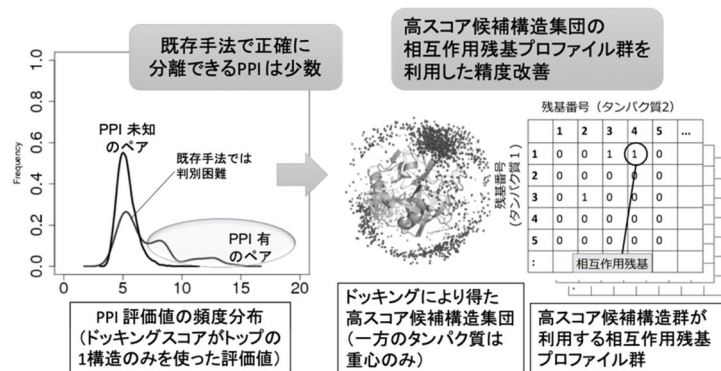 既存手法で正確に
分離できるPPIは少数
高スコア候補構造集団の
相互作用残基プロファイル群を
利用した精度改善
Frequency
1.0
0.8
0.6
0.4
0.2
0.0
0
5
10
15
20
PPI 未知
のペア
既存手法では
判別困難
PPI 有
のペア
PPI 評価値の頻度分布
(ドッキングスコアがトップの
1構造のみを使った評価値)
ドッキングにより得た
高スコア候補構造集団
(一方のタンパク質は
重心のみ)
残基番号(タンパク質2)
残基番号
(タンパク質1)
1 2 3 4 5 ...
1 0 0 1 1 0
2 0 0 0 0 0
3 0 1 0 0 0
4 0 0 0 0 0
5 0 0 0 0 0
:
相互作用残基
高スコア候補構造群が
利用する相互作用残基
プロファイル群